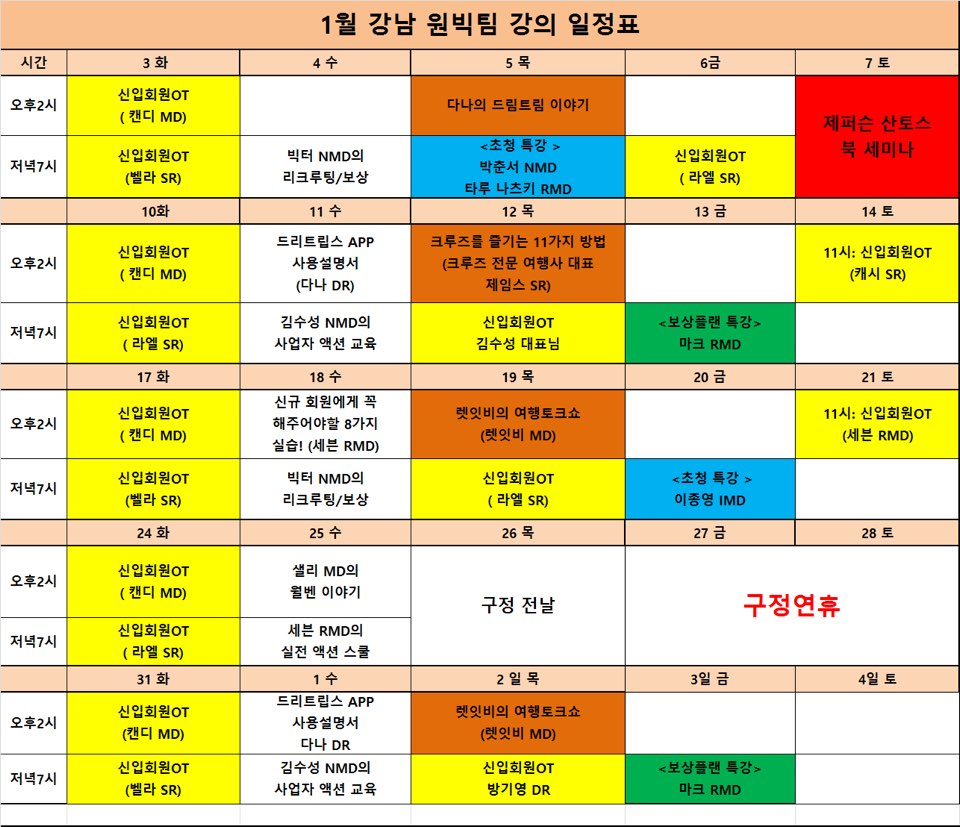 1월 강남 원빅팀 강의 일정표
시간 3 화 4 수 5 목 6금 7 토
오후2시
신입회원OT
( 캔디 MD)
다나의 드림트림 이야기
제퍼슨 산토스
북 세미나
저녁7시
신입회원OT
(벨라 SR)
빅터 NMD의
리크루팅/보상
<초청 특강 >
박춘서 NMD
타루 나츠키 RMD
신입회원OT
( 라엘 SR)
10화 11 수 12 목 13 금 14 토
오후2시
신입회원OT
( 캔디 MD)
드리트립스 APP
사용설명서
(다나 DR)
크루즈를 즐기는 11가지 방법
(크루즈 전문 여행사 대표
제임스 SR)
11시: 신입회원OT
(캐시 SR)
저녁7시
신입회원OT
( 라엘 SR)
김수성 NMD의
사업자 액션 교육
신입회원OT
김수성 대표님
<보상플랜 특강>
마크 RMD
17 화 18 수 19 목 20 금 21 토
오후2시
신입회원OT
( 캔디 MD)
신규 회원에게 꼭
해주어야할 8가지
실습! (세븐 RMD)
렛잇비의 여행토크쇼
(렛잇비 MD)
11시: 신입회원OT
(세븐 RMD)
저녁7시
신입회원OT
(벨라 SR)
빅터 NMD의
리크루팅/보상
신입회원OT
( 라엘 SR)
<초청 특강 >
이종영 IMD
24 화 25 수 26 목 27 금 28 토
오후2시
신입회원OT
( 캔디 MD)
샐리 MD의
월벤 이야기
구정 전날
구정연휴
저녁7시
신입회원OT
( 라엘 SR)
세븐 RMD의
실전 액션 스쿨
31 화 1 수 2 일 목 3일 금 4일 토
오후2시
신입회원OT
(캔디 MD)
드리트립스 APP
사용설명서
다나 DR
렛잇비의 여행토크쇼
(렛잇비 MD)
저녁7시
신입회원OT
(벨라 SR)
김수성 NMD의
사업자 액션 교육
신입회원OT
방기영 DR
<보상플랜 특강>
마크 RMD